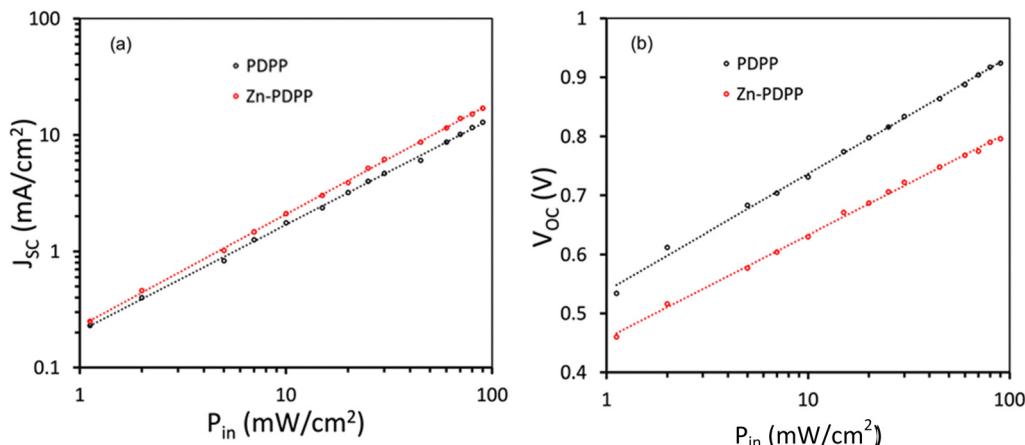 (a)
PDPP
Zn-PDPP
100
10
1
0.1
J_SC (mA/cm²)
1
10
100
P_in (mW/cm²)
(b)
PDPP
Zn-PDPP
1
0.9
0.8
0.7
0.6
0.5
0.4
V_OC (V)
1
10
100
P_in (mW/cm²)